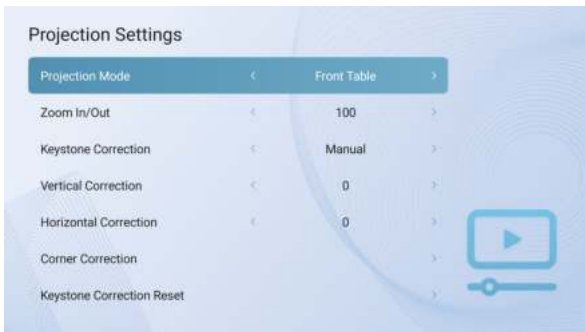 Projection Settings
Projection Mode < Front Table >
Zoom In/Out < 100 >
Keystone Correction < Manual >
Vertical Correction < 0 >
Horizontal Correction < 0 >
Corner Correction >
Keystone Correction Reset >